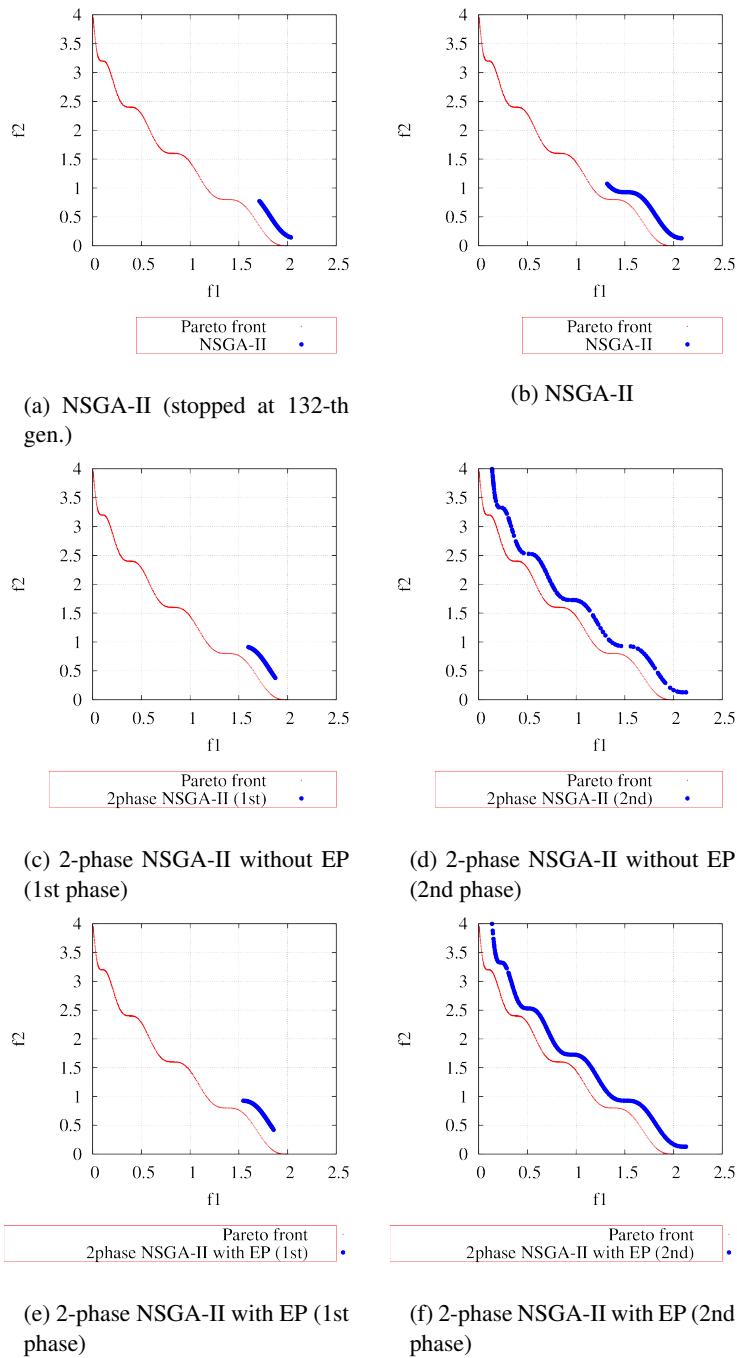 4
3.5
3
2.5
2
1.5
1
0.5
0
f2
0 0.5 1 1.5 2 2.5
f1
Pareto front
NSGA-II
(a) NSGA-II (stopped at 132-th
gen.)
4
3.5
3
2.5
2
1.5
1
0.5
0
f2
0 0.5 1 1.5 2 2.5
f1
Pareto front
NSGA-II
(b) NSGA-II
4
3.5
3
2.5
2
1.5
1
0.5
0
f2
0 0.5 1 1.5 2 2.5
f1
Pareto front
2phase NSGA-II (1st)
(c) 2-phase NSGA-II without EP
(1st phase)
4
3.5
3
2.5
2
1.5
1
0.5
0
f2
0 0.5 1 1.5 2 2.5
f1
Pareto front
2phase NSGA-II (2nd)
(d) 2-phase NSGA-II without EP
(2nd phase)
4
3.5
3
2.5
2
1.5
1
0.5
0
f2
0 0.5 1 1.5 2 2.5
f1
Pareto front
2phase NSGA-II with EP (1st)
(e) 2-phase NSGA-II with EP (1st
phase)
4
3.5
3
2.5
2
1.5
1
0.5
0
f2
0 0.5 1 1.5 2 2.5
f1
Pareto front
2phase NSGA-II with EP (2nd)
(f) 2-phase NSGA-II with EP (2nd
phase)